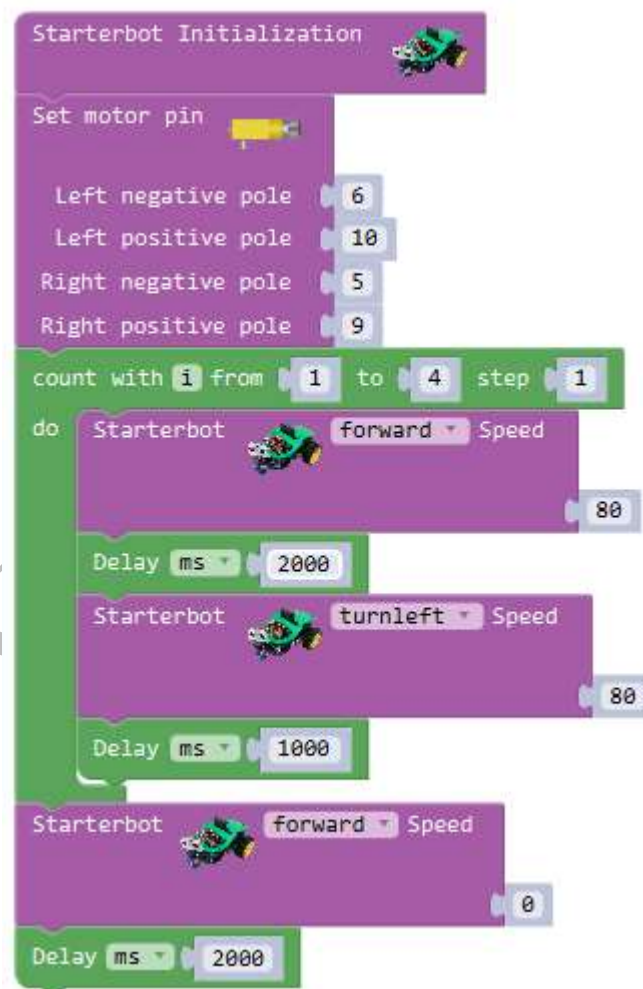 Starterbot Initialization
Set motor pin
Left negative pole 6
Left positive pole 10
Right negative pole 5
Right positive pole 9
count with i from 1 to 4 step 1
do Starterbot forward Speed
80
Delay ms 2000
Starterbot turnleft Speed
80
Delay ms 1000
Starterbot forward Speed
0
Delay ms 2000